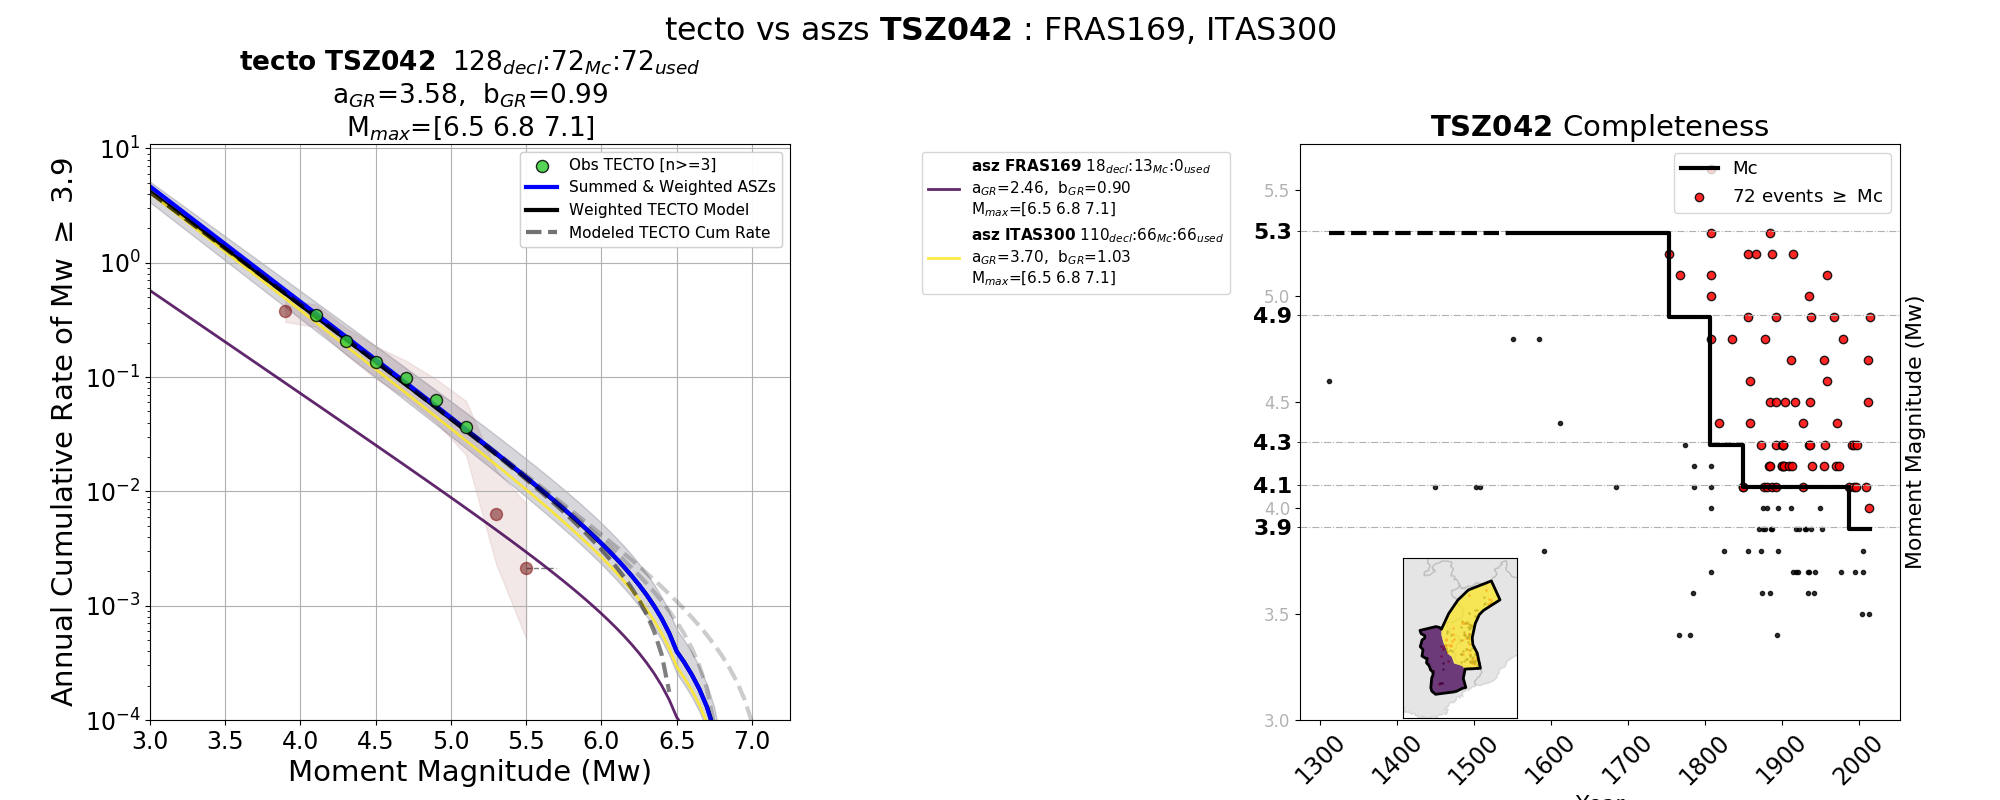 tecto vs aszs TSZ042 : FRAS169, ITAS300
tecto TSZ042 128decl:72Mc:72used
aGR=3.58, bGR=0.99
Mmax=[6.5 6.8 7.1]
Annual Cumulative Rate of Mw ≥ 3.9
10^1
10^0
10^-1
10^-2
10^-3
10^-4
Obs TECTO [n>=3]
Summed & Weighted ASZs
Weighted TECTO Model
Modeled TECTO Cum Rate
3.0 3.5 4.0 4.5 5.0 5.5 6.0 6.5 7.0
Moment Magnitude (Mw)
asz FRAS169 18decl:13Mc:0used
aGR=2.46, bGR=0.90
Mmax=[6.5 6.8 7.1]
asz ITAS300 110decl:66Mc:66used
aGR=3.70, bGR=1.03
Mmax=[6.5 6.8 7.1]
TSZ042 Completeness
Mc
72 events ≥ Mc
5.5
5.3
5.0
4.9
4.5
4.3
4.1
4.0
3.9
3.5
3.0
Moment Magnitude (Mw)
1300 1400 1500 1600 1700 1800 1900 2000